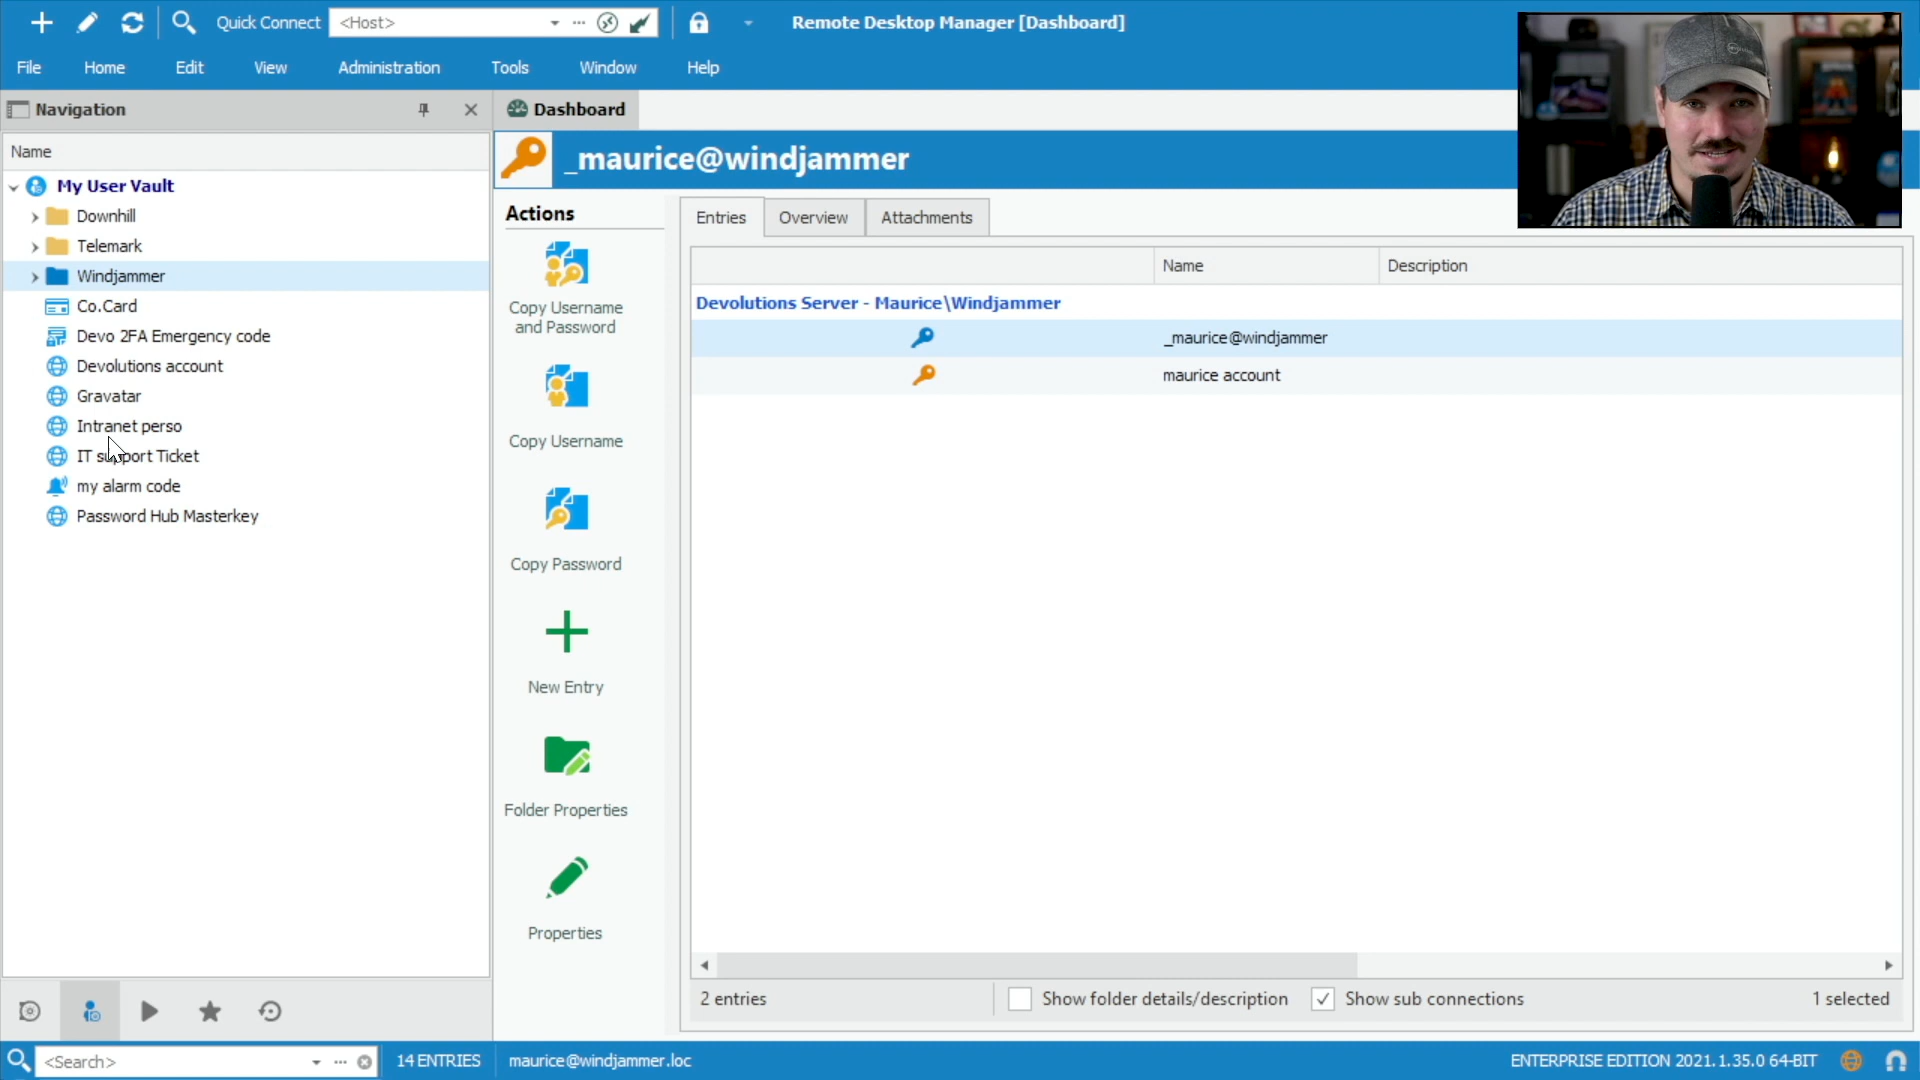 Quick Connect <Host> Remote Desktop Manager [Dashboard]
File Home Edit View Administration Tools Window Help
Navigation
Dashboard
Name
_maurice@windjammer
My User Vault
Downhill
Telemark
Windjammer
Co.Card
Devo 2FA Emergency code
Devolutions account
Gravatar
Intranet perso
IT support Ticket
my alarm code
Password Hub Masterkey
Actions
Copy Username
and Password
Copy Username
Copy Password
New Entry
Folder Properties
Properties
Entries Overview Attachments
Name Description
Devolutions Server - Maurice\Windjammer
_maurice@windjammer
maurice account
2 entries Show folder details/description Show sub connections 1 selected
<Search> 14 ENTRIES maurice@windjammer.loc ENTERPRISE EDITION 2021.1.35.0 64-BIT